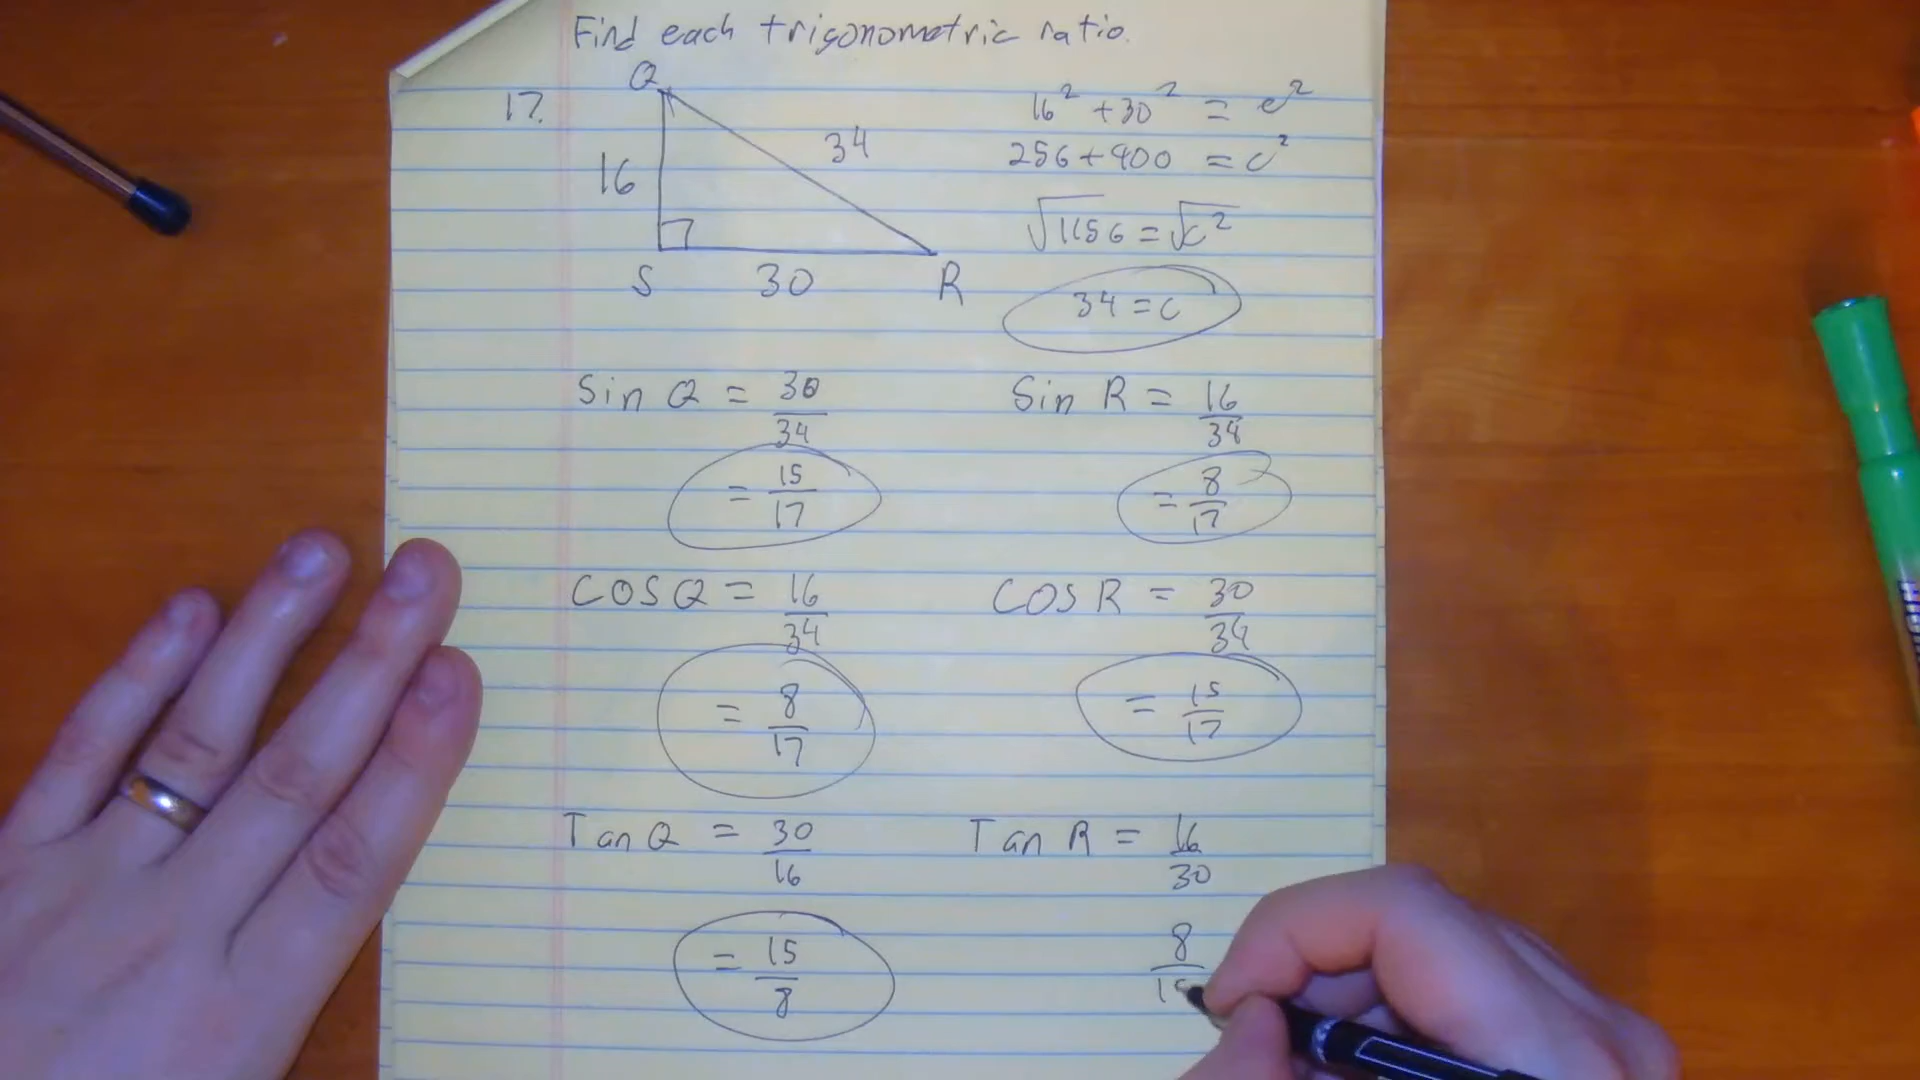 Find each trigonometric ratio.
17.
Q
16
34
S
30
R
16² + 30² = c²
256 + 900 = c²
√1156 = √c²
34 = c
Sin Q = 30/34
= 15/17
Sin R = 16/34
= 8/17
COS Q = 16/34
= 8/17
COS R = 30/34
= 15/17
Tan Q = 30/16
= 15/8
Tan R = 16/30
8/15